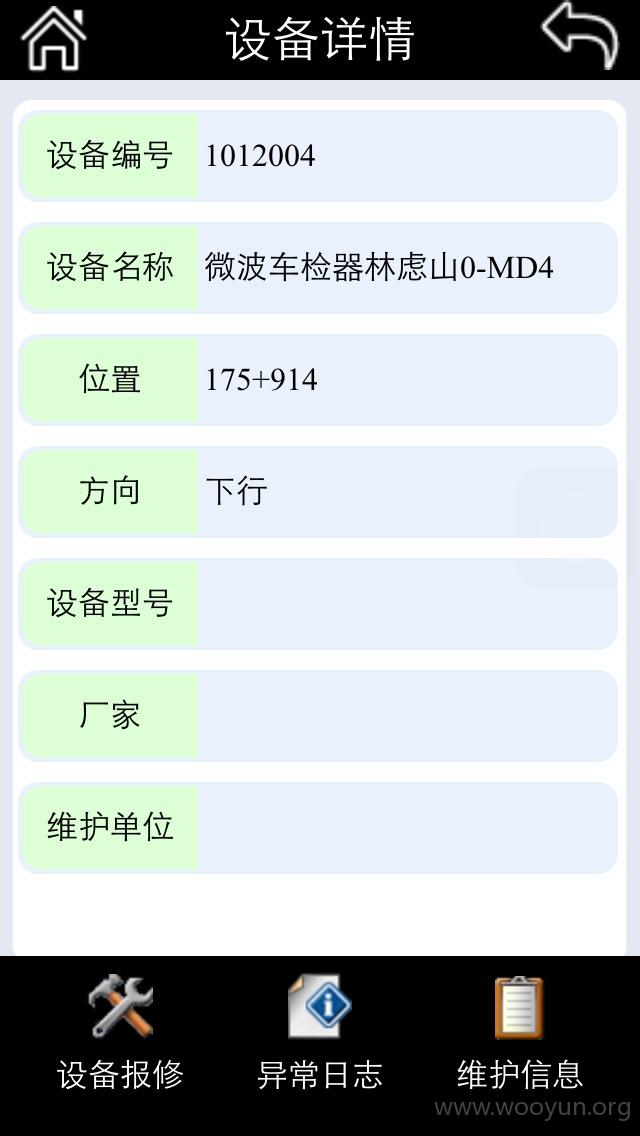 设备详情
设备编号 1012004
设备名称 微波车检器林虑山0-MD4
位置 175+914
方向 下行
设备型号
厂家
维护单位
设备报修 异常日志 维护信息
www.wooyun.org